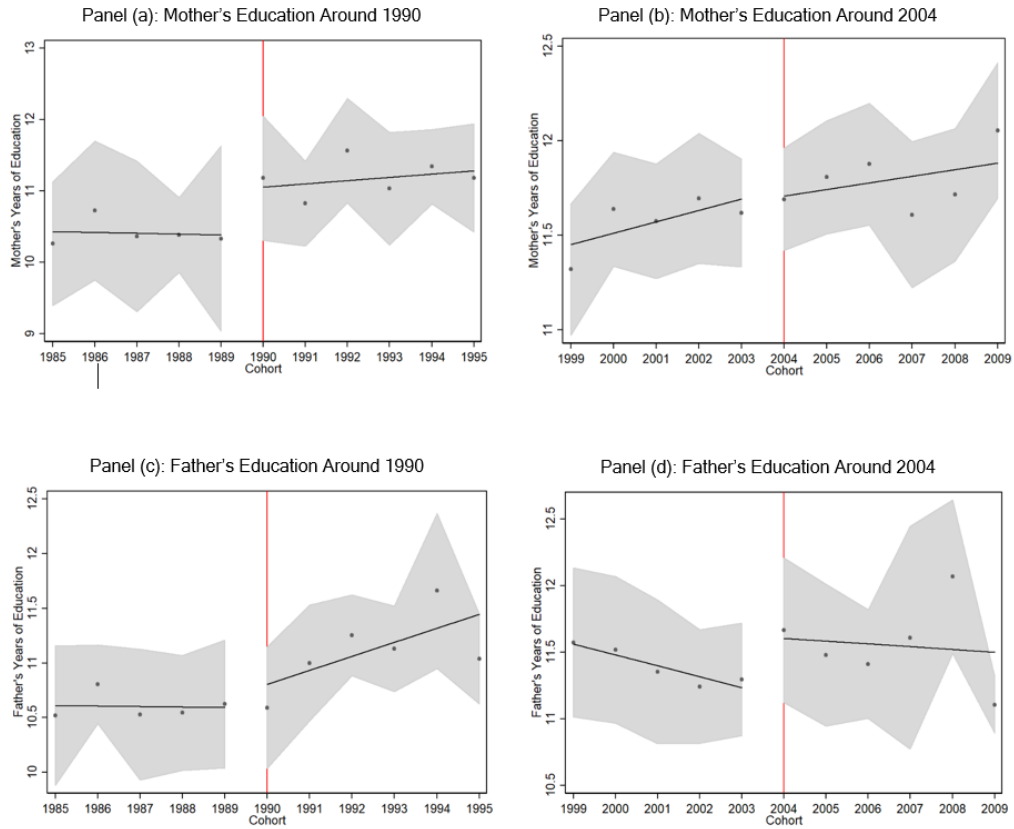 Panel (a): Mother's Education Around 1990
Mother's Years of Education
13
12
11
10
9
1985 1986 1987 1988 1989 1990 1991 1992 1993 1994 1995
Cohort
Panel (b): Mother's Education Around 2004
Mother's Years of Education
12.5
12
11.5
11
1999 2000 2001 2002 2003 2004 2005 2006 2007 2008 2009
Cohort
Panel (c): Father's Education Around 1990
Father's Years of Education
12.5
12
11.5
11
10.5
10
1985 1986 1987 1988 1989 1990 1991 1992 1993 1994 1995
Cohort
Panel (d): Father's Education Around 2004
Father's Years of Education
12.5
12
11.5
11
10.5
1999 2000 2001 2002 2003 2004 2005 2006 2007 2008 2009
Cohort